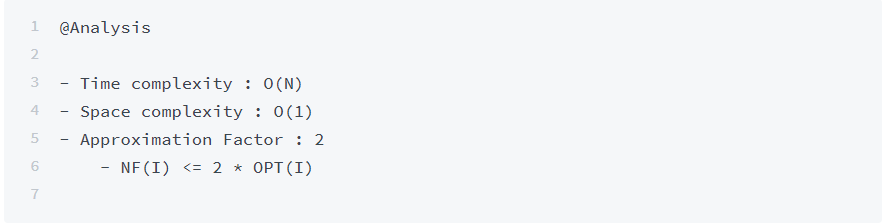 1 @Analysis
2
3 - Time complexity : O(N)
4 - Space complexity : O(1)
5 - Approximation Factor : 2
6     - NF(I) <= 2 * OPT(I)
7